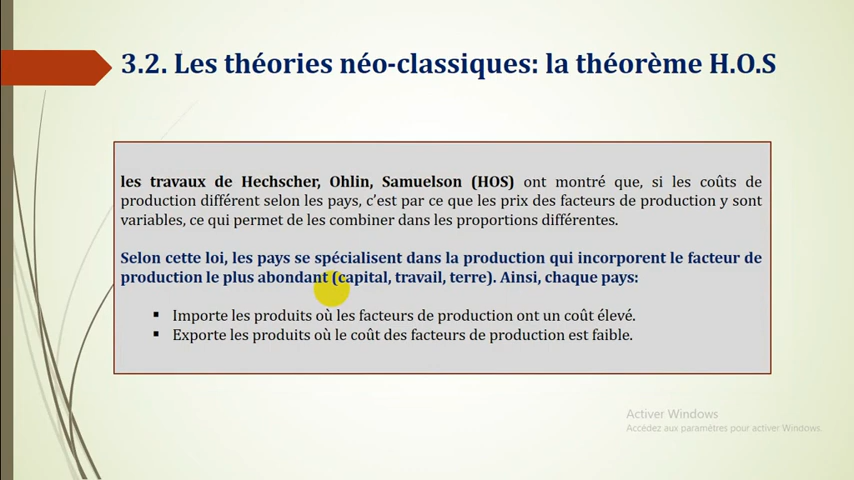 3.2. Les théories néo-classiques: la théorème H.O.S
les travaux de Hechscher, Ohlin, Samuelson (HOS) ont montré que, si les coûts de
production différent selon les pays, c'est par ce que les prix des facteurs de production y sont
variables, ce qui permet de les combiner dans les proportions différentes.
Selon cette loi, les pays se spécialisent dans la production qui incorporent le facteur de
production le plus abondant (capital, travail, terre). Ainsi, chaque pays:
▪ Importe les produits où les facteurs de production ont un coût élevé.
▪ Exporte les produits où le coût des facteurs de production est faible.
Activer Windows
Accédez aux paramètres pour activer Windows.